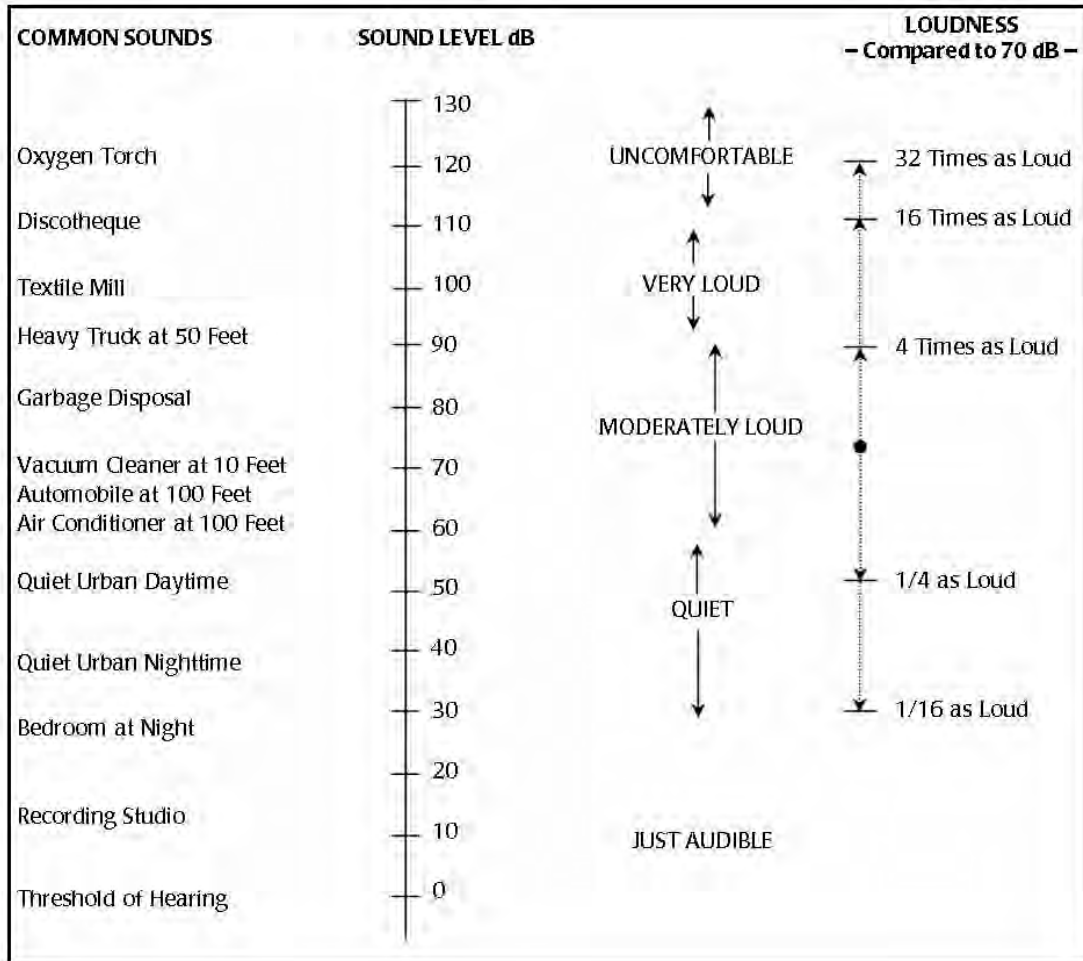 COMMON SOUNDS
SOUND LEVEL dB
LOUDNESS
– Compared to 70 dB –
130
Oxygen Torch
120
UNCOMFORTABLE
32 Times as Loud
Discotheque
110
16 Times as Loud
Textile Mill
100
VERY LOUD
Heavy Truck at 50 Feet
90
4 Times as Loud
Garbage Disposal
80
MODERATELY LOUD
Vacuum Cleaner at 10 Feet
70
Automobile at 100 Feet
Air Conditioner at 100 Feet
60
Quiet Urban Daytime
50
1/4 as Loud
QUIET
Quiet Urban Nighttime
40
Bedroom at Night
30
1/16 as Loud
20
Recording Studio
10
JUST AUDIBLE
Threshold of Hearing
0